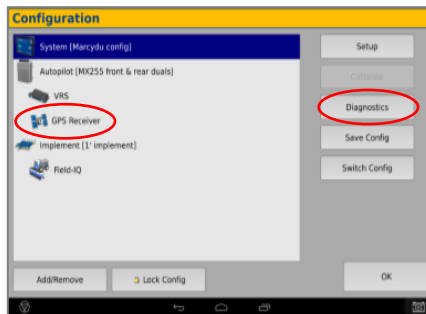 Configuration
System [Marcydu config]
Setup
Autopilot [MX255 front & rear duals]
Calibrate
VRS
Diagnostics
GPS Receiver
Save Config
Implement [1' implement]
Field-IQ
Switch Config
Add/Remove
Lock Config
OK